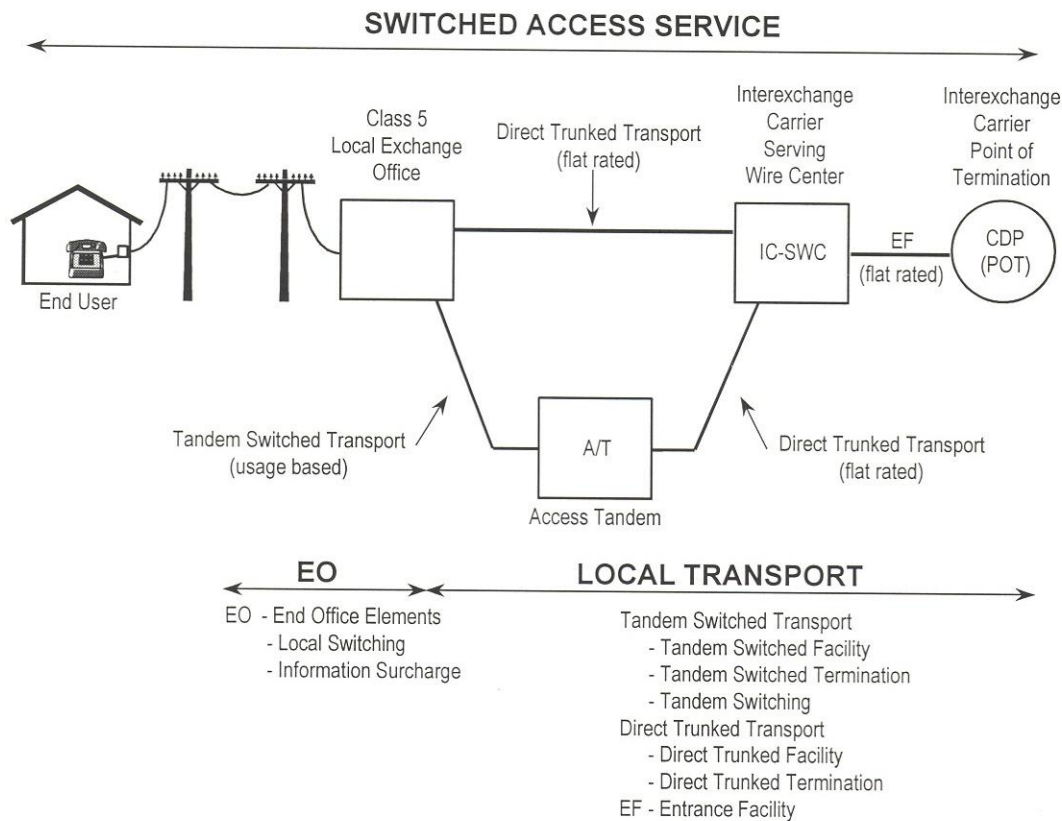 SWITCHED ACCESS SERVICE
Class 5
Local Exchange
Office
Direct Trunked Transport
(flat rated)
Interexchange
Carrier
Serving
Wire Center
Interexchange
Carrier
Point of
Termination
End User
IC-SWC
EF
(flat rated)
CDP
(POT)
Tandem Switched Transport
(usage based)
A/T
Access Tandem
Direct Trunked Transport
(flat rated)
EO
LOCAL TRANSPORT
EO - End Office Elements
- Local Switching
- Information Surcharge
Tandem Switched Transport
- Tandem Switched Facility
- Tandem Switched Termination
- Tandem Switching
Direct Trunked Transport
- Direct Trunked Facility
- Direct Trunked Termination
EF - Entrance Facility